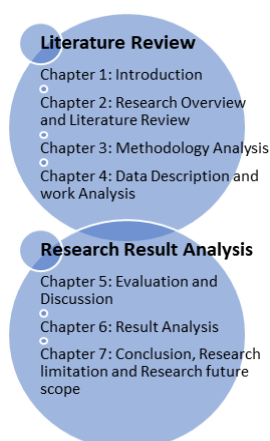 Literature Review
Chapter 1: Introduction
Chapter 2: Research Overview
and Literature Review
Chapter 3: Methodology Analysis
Chapter 4: Data Description and
work Analysis
Research Result Analysis
Chapter 5: Evaluation and
Discussion
Chapter 6: Result Analysis
Chapter 7: Conclusion, Research
limitation and Research future
scope